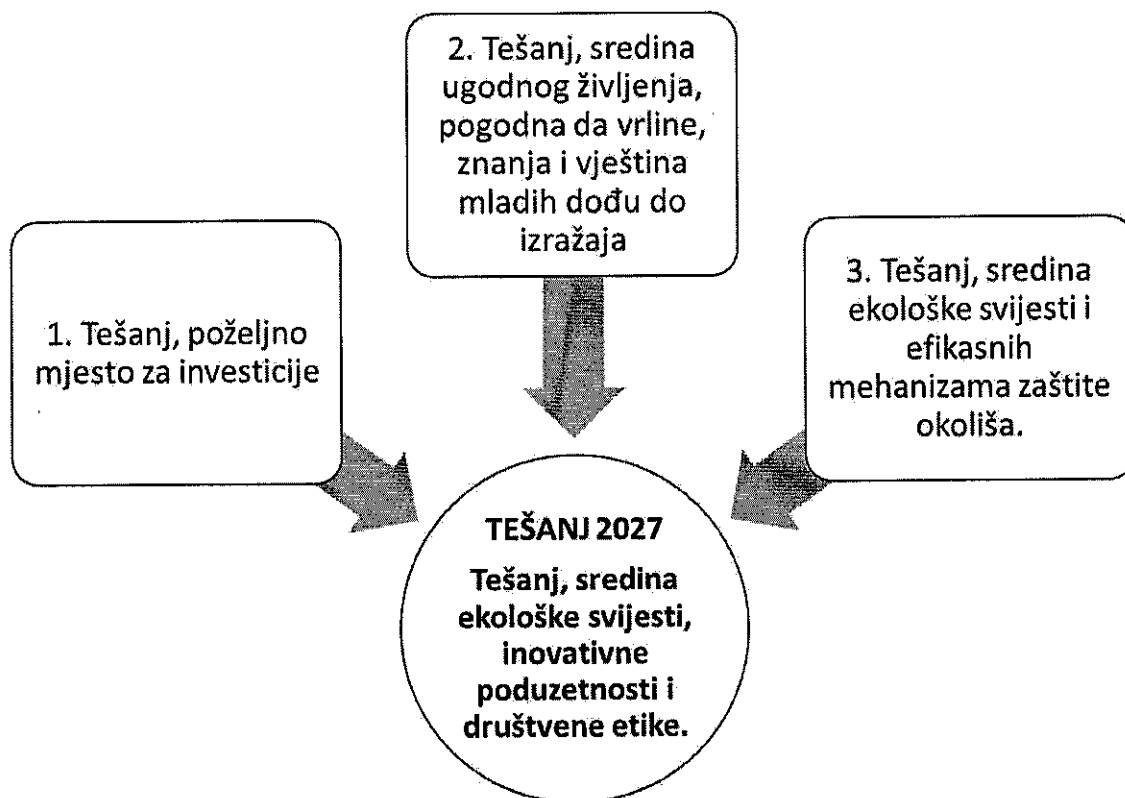 1. Tešanj, poželjno
mjesto za investicije
2. Tešanj, sredina
ugodnog življenja,
pogodna da vrline,
znanja i vještina
mladih dođu do
izražaja
3. Tešanj, sredina
ekološke svijesti i
efikasnih
mehanizama zaštite
okoliša.
TEŠANJ 2027
Tešanj, sredina
ekološke svijesti,
inovativne
poduzetnosti i
društvene etike.